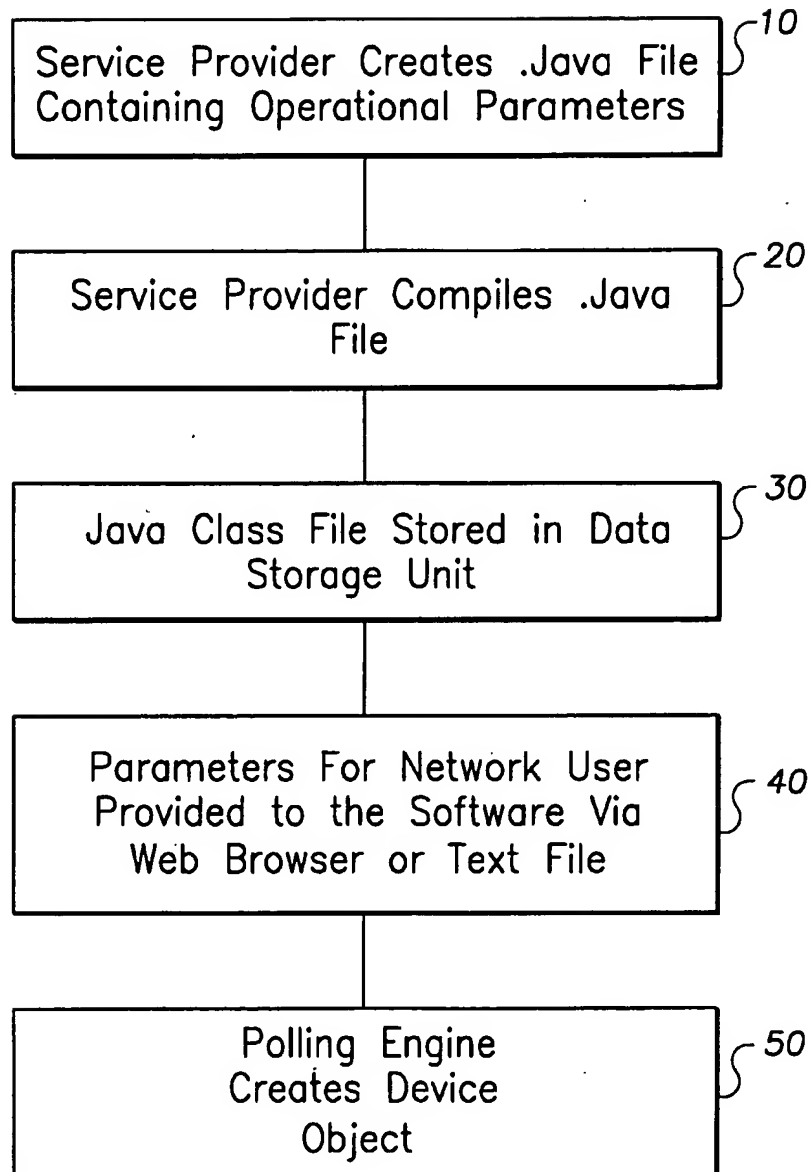 10
Service Provider Creates .Java File
Containing Operational Parameters
20
Service Provider Compiles .Java
File
30
Java Class File Stored in Data
Storage Unit
40
Parameters For Network User
Provided to the Software Via
Web Browser or Text File
50
Polling Engine
Creates Device
Object